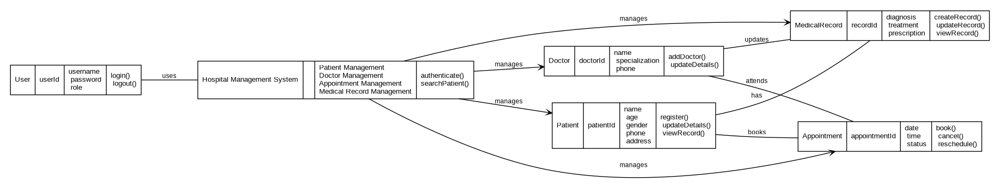 User
userId
username
password
role
login()
logout()
uses
Hospital Management System
Patient Management
Doctor Management
Appointment Management
Medical Record Management
authenticate()
searchPatient()
manages
manages
manages
manages
Doctor
doctorId
name
specialization
phone
addDoctor()
updateDetails()
Patient
patientId
name
age
gender
phone
address
register()
updateDetails()
viewRecord()
updates
attends
has
books
MedicalRecord
recordId
diagnosis
treatment
prescription
createRecord()
updateRecord()
viewRecord()
Appointment
appointmentId
date
time
status
book()
cancel()
reschedule()